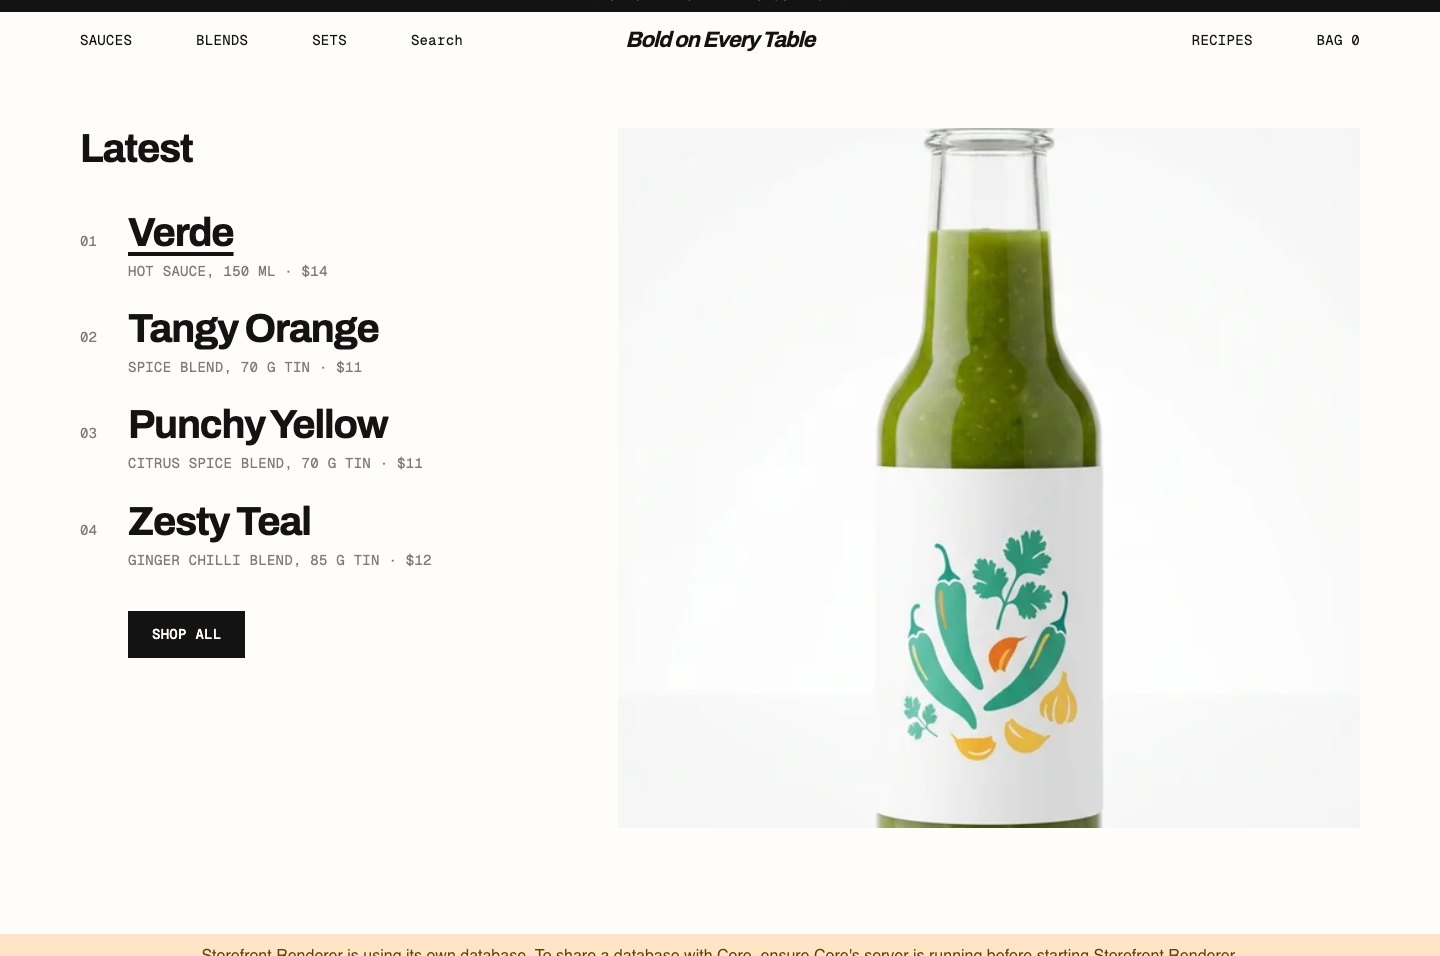 SAUCES BLENDS SETS Search Bold on Every Table RECIPES BAG 0
Latest
01 Verde
HOT SAUCE, 150 ML · $14
02 Tangy Orange
SPICE BLEND, 70 G TIN · $11
03 Punchy Yellow
CITRUS SPICE BLEND, 70 G TIN · $11
04 Zesty Teal
GINGER CHILLI BLEND, 85 G TIN · $12
SHOP ALL
Storefront Renderer is using its own database. To share a database with Core, ensure Core's server is running before starting Storefront Renderer.